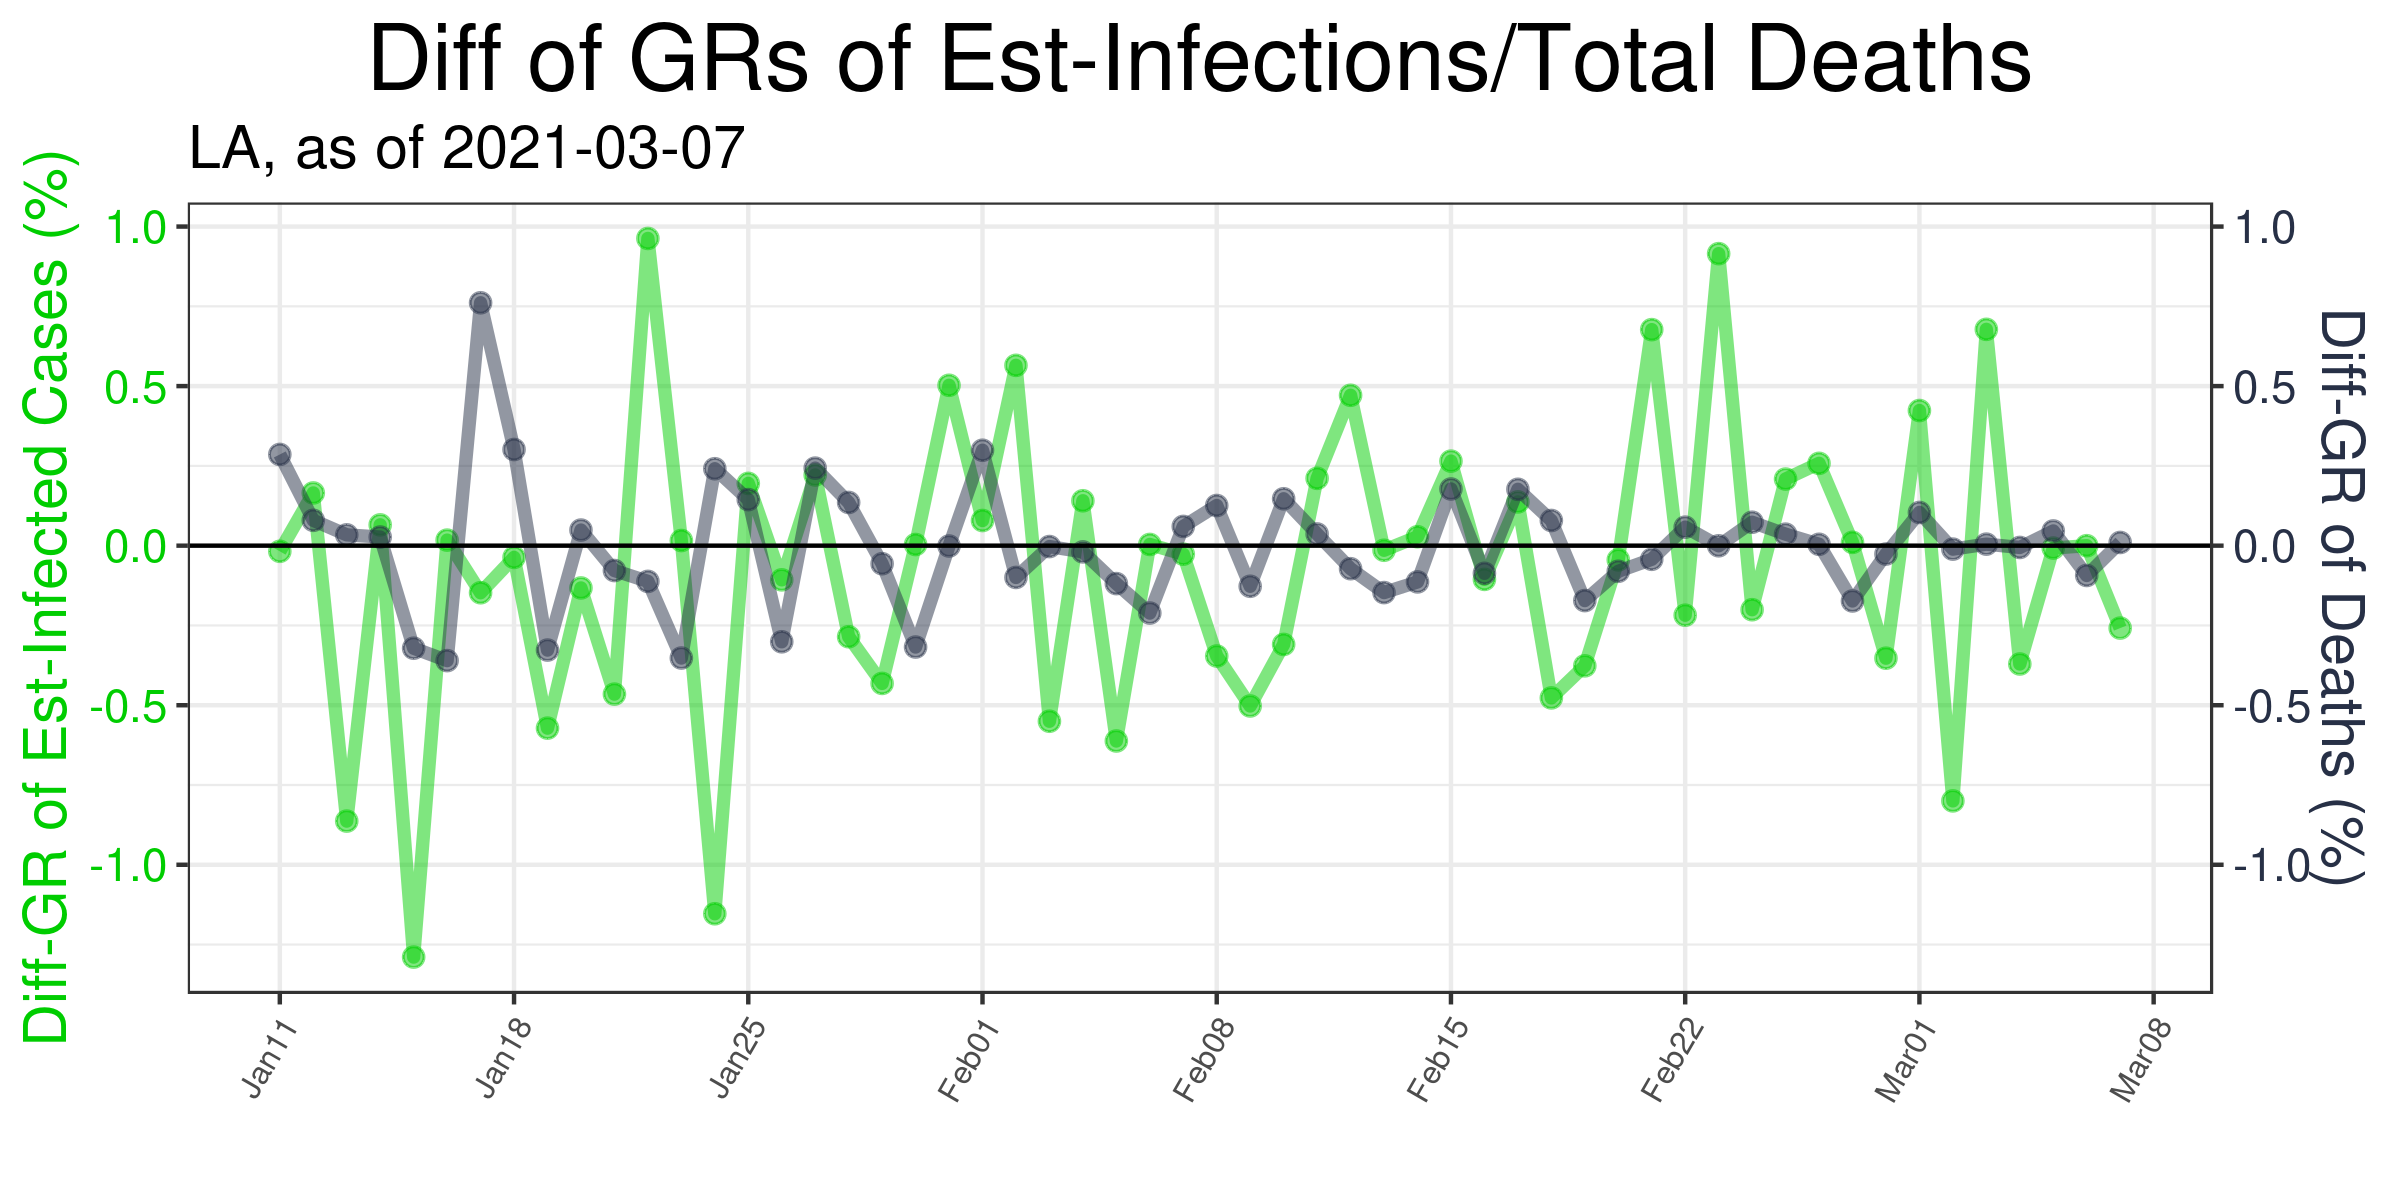 Diff of GRs of Est-Infections/Total Deaths
LA, as of 2021-03-07
Diff-GR of Est-Infected Cases (%)
1.0
0.5
0.0
-0.5
-1.0
1.0
0.5
0.0
-0.5
-1.0
Diff-GR of Deaths (%)
Jan11
Jan18
Jan25
Feb01
Feb08
Feb15
Feb22
Mar01
Mar08